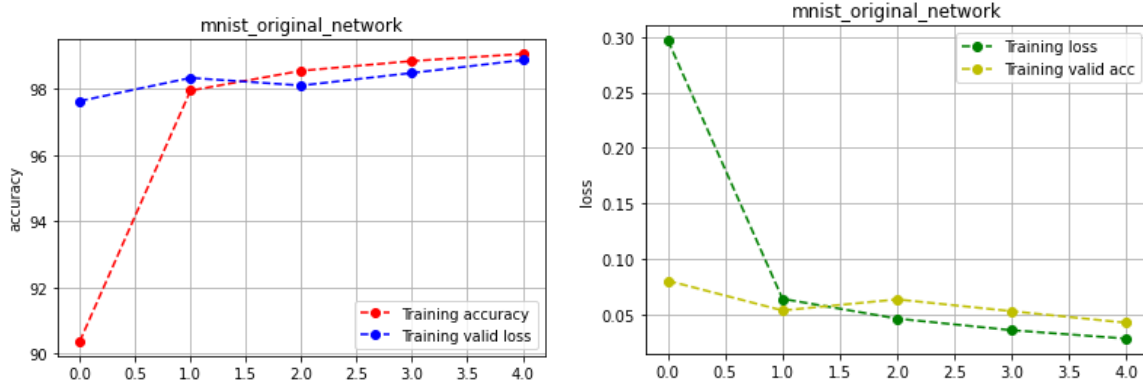 mnist_original_network
accuracy
98
96
94
92
90
0.0 0.5 1.0 1.5 2.0 2.5 3.0 3.5 4.0
Training accuracy
Training valid loss
mnist_original_network
loss
0.30
0.25
0.20
0.15
0.10
0.05
0.0 0.5 1.0 1.5 2.0 2.5 3.0 3.5 4.0
Training loss
Training valid acc